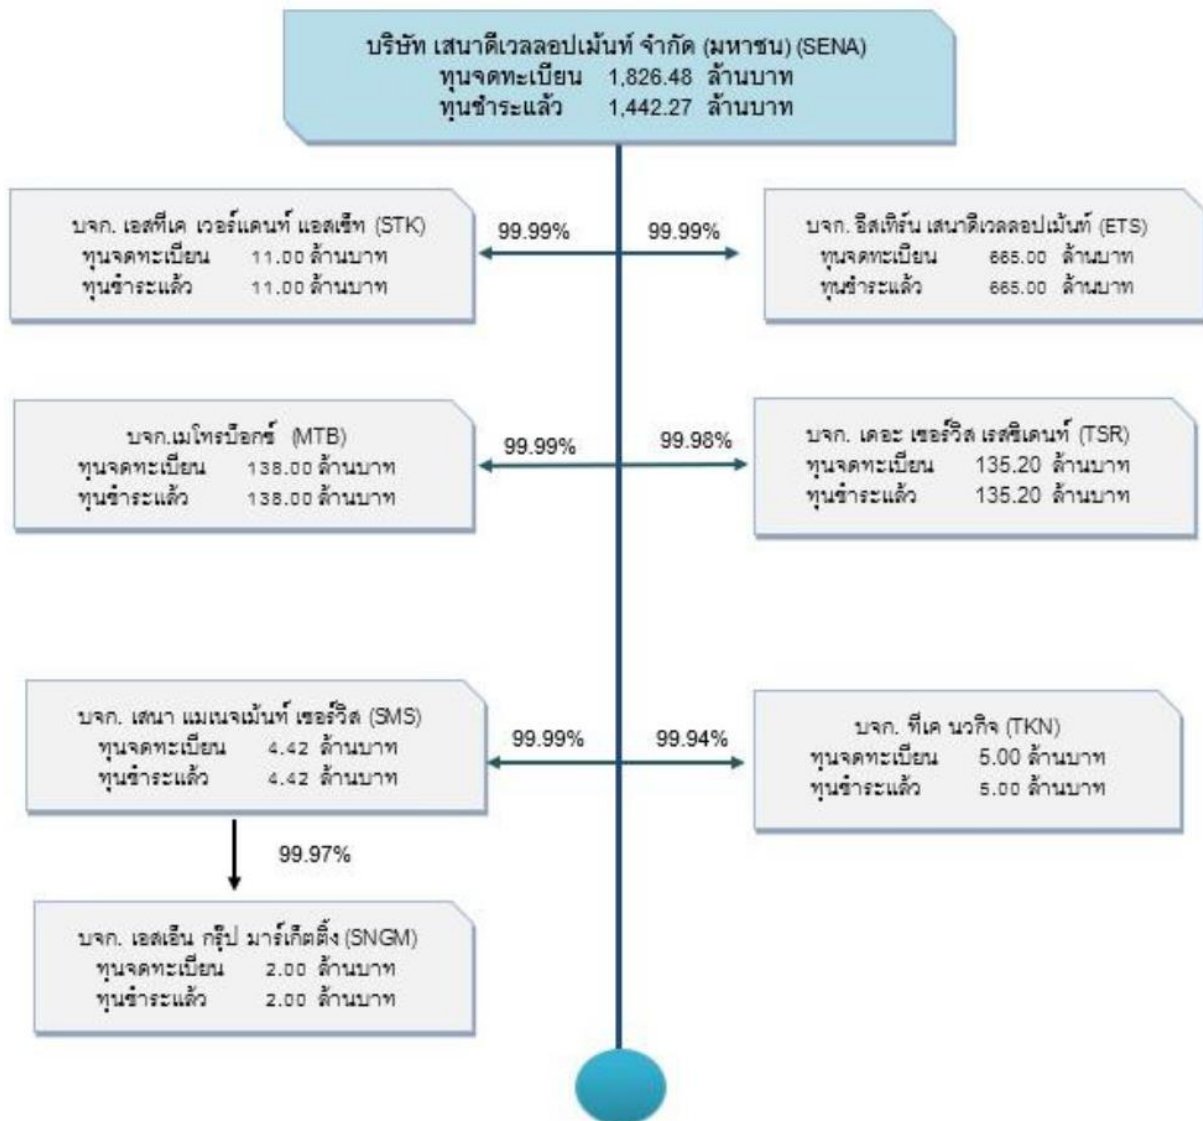 บริษัท เสนาดีเวลลอปเม้นท์ จำกัด (มหาชน) (SENA)
ทุนจดทะเบียน 1,826.48 ล้านบาท
ทุนชำระแล้ว 1,442.27 ล้านบาท
บจก. เอสทีเค เวอร์แดนท์ แอสเซ็ท (STK)
ทุนจดทะเบียน 11.00 ล้านบาท
ทุนชำระแล้ว 11.00 ล้านบาท
99.99%
99.99%
บจก. อีสเทิร์น เสนาดีเวลลอปเม้นท์ (ETS)
ทุนจดทะเบียน 665.00 ล้านบาท
ทุนชำระแล้ว 665.00 ล้านบาท
บจก.เมโทรบ็อกซ์ (MTB)
ทุนจดทะเบียน 138.00 ล้านบาท
ทุนชำระแล้ว 138.00 ล้านบาท
99.99%
99.98%
บจก. เดอะ เซอร์วิส เรสซิเดนท์ (TSR)
ทุนจดทะเบียน 135.20 ล้านบาท
ทุนชำระแล้ว 135.20 ล้านบาท
บจก. เสนา แมเนจเม้นท์ เซอร์วิส (SMS)
ทุนจดทะเบียน 4.42 ล้านบาท
ทุนชำระแล้ว 4.42 ล้านบาท
99.99%
99.94%
บจก. ทีเค นวกิจ (TKN)
ทุนจดทะเบียน 5.00 ล้านบาท
ทุนชำระแล้ว 5.00 ล้านบาท
99.97%
บจก. เอสเอ็น กรุ๊ป มาร์เก็ตติ้ง (SNGM)
ทุนจดทะเบียน 2.00 ล้านบาท
ทุนชำระแล้ว 2.00 ล้านบาท